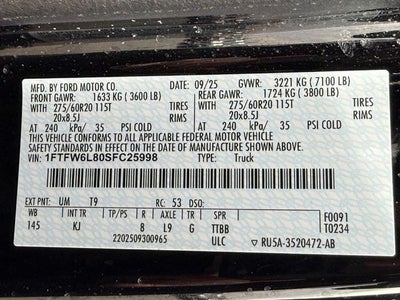 MFD. BY FORD MOTOR CO.
09/25 GVWR: 3221 KG ( 7100 LB)
FRONT GAWR: 1633 KG ( 3600 LB) REAR GAWR: 1724 KG ( 3800 LB)
275/60R20 115T TIRES 275/60R20 115T TIRES
20x8.5J RIMS 20x8.5J RIMS
AT 240 kPa/ 35 PSI COLD AT 240 kPa/ 35 PSI COLD
THIS VEHICLE CONFORMS TO ALL APPLICABLE FEDERAL MOTOR VEHICLE
SAFETY STANDARDS IN EFFECT ON THE DATE OF MANUFACTURE SHOWN ABOVE.
VIN: 1FTFW6L80SFC25998 TYPE: Truck
EXT PNT: UM T9 RC: 53 DSO: F0091
WB INT TR TP/PS R AXLE TR SPR T0234
145 KJ 8 L9 G TTBB
2202509300965 ULC ▽ RU5A-3520472-AB